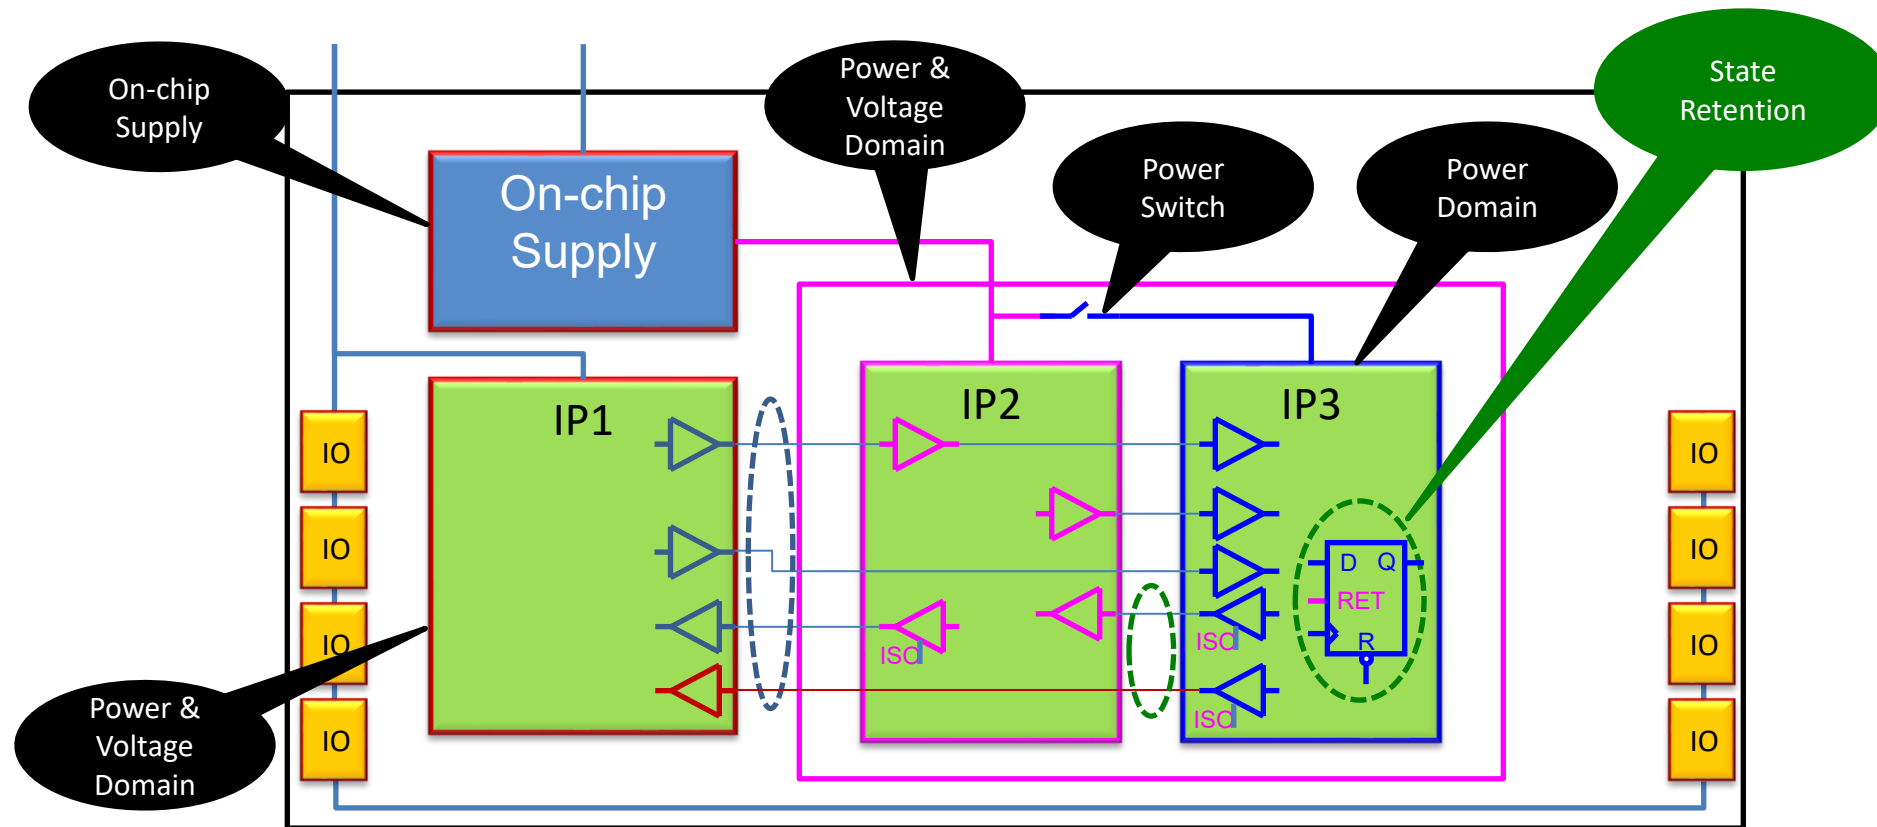 On-chip
Supply
Power &
Voltage
Domain
State
Retention
Power
Switch
Power
Domain
On-chip
Supply
IP1
IP2
IP3
IO
IO
IO
IO
IO
IO
IO
IO
D Q
RET
R
ISO
ISO
ISO
Power &
Voltage
Domain